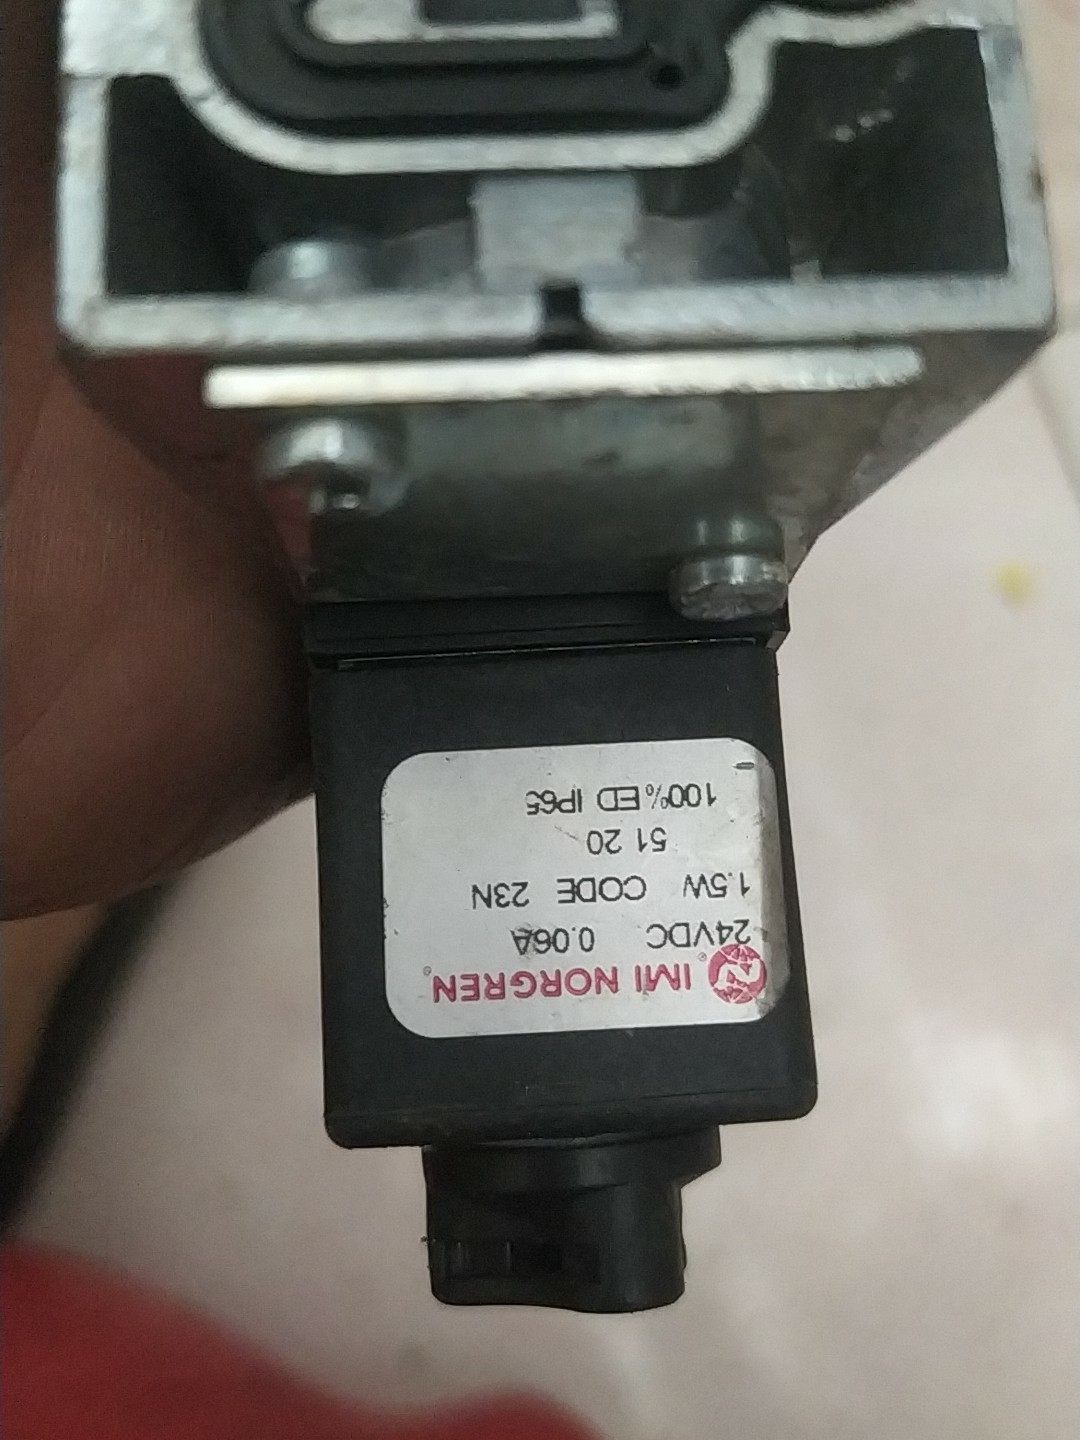 IMI NORGREN®
24VDC 0.06A
1.5W CODE 23N
51 20
100%ED IP65